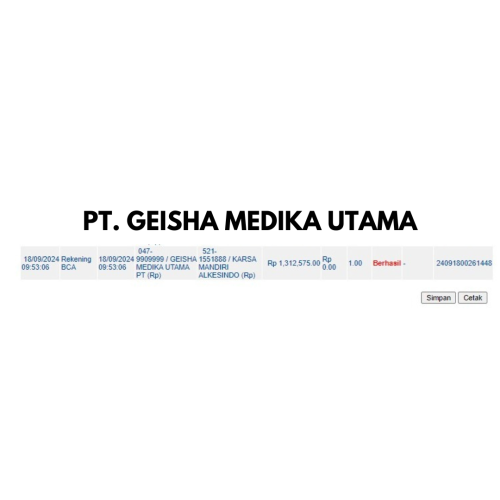 PT. GEISHA MEDIKA UTAMA
047- 521-
18/09/2024 Rekening 18/09/2024 9909999 / GEISHA 1551888 / KARSA Rp 1,312,575.00 Rp 1.00 Berhasil - 24091800261448
09:53:06 BCA 09:53:06 MEDIKA UTAMA MANDIRI 0.00
PT (Rp) ALKESINDO (Rp)
Simpan Cetak